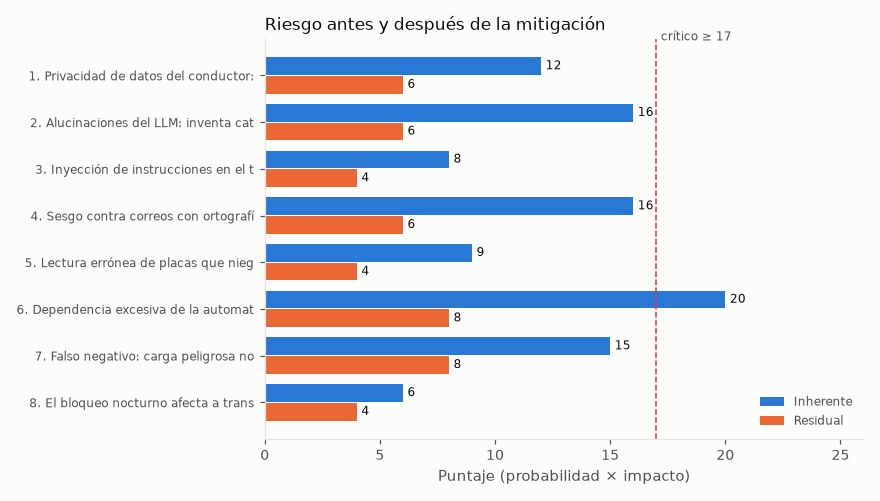 Riesgo antes y después de la mitigación
crítico ≥ 17
1. Privacidad de datos del conductor:
12
6
2. Alucinaciones del LLM: inventa cat
16
6
3. Inyección de instrucciones en el t
8
4
4. Sesgo contra correos con ortografí
16
6
5. Lectura errónea de placas que nieg
9
4
6. Dependencia excesiva de la automat
20
8
7. Falso negativo: carga peligrosa no
15
8
8. El bloqueo nocturno afecta a trans
6
4
Inherente
Residual
0 5 10 15 20 25
Puntaje (probabilidad × impacto)